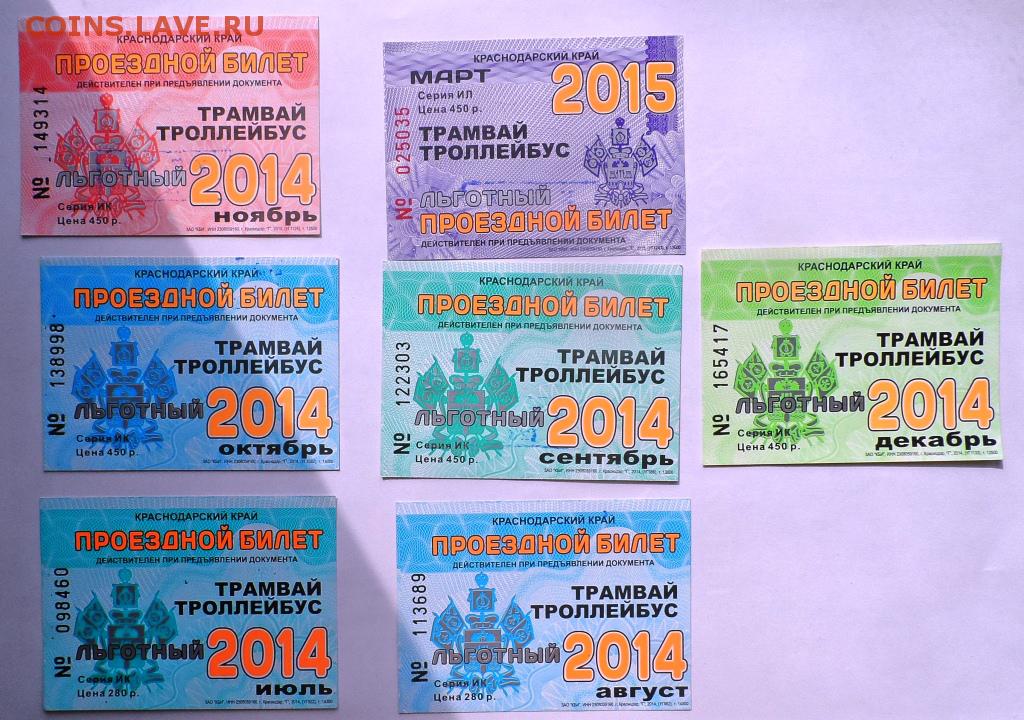 COINS.LAVE.RU
КРАСНОДАРСКИЙ КРАЙ
ПРОЕЗДНОЙ БИЛЕТ
ДЕЙСТВИТЕЛЕН ПРИ ПРЕДЪЯВЛЕНИИ ДОКУМЕНТА
№ 149314
ТРАМВАЙ
ТРОЛЛЕЙБУС
ЛЬГОТНЫЙ
2014
Серия ИК
Цена 450 р.
ноябрь
КРАСНОДАРСКИЙ КРАЙ
МАРТ
2015
Серия ИЛ
Цена 450 р.
№ 025035
ТРАМВАЙ
ТРОЛЛЕЙБУС
ЛЬГОТНЫЙ
ПРОЕЗДНОЙ БИЛЕТ
ДЕЙСТВИТЕЛЕН ПРИ ПРЕДЪЯВЛЕНИИ ДОКУМЕНТА
КРАСНОДАРСКИЙ КРАЙ
ПРОЕЗДНОЙ БИЛЕТ
ДЕЙСТВИТЕЛЕН ПРИ ПРЕДЪЯВЛЕНИИ ДОКУМЕНТА
№ 138998
ТРАМВАЙ
ТРОЛЛЕЙБУС
ЛЬГОТНЫЙ
2014
Серия ИК
Цена 450 р.
октябрь
КРАСНОДАРСКИЙ КРАЙ
ПРОЕЗДНОЙ БИЛЕТ
ДЕЙСТВИТЕЛЕН ПРИ ПРЕДЪЯВЛЕНИИ ДОКУМЕНТА
№ 122303
ТРАМВАЙ
ТРОЛЛЕЙБУС
ЛЬГОТНЫЙ
2014
Серия ИК
Цена 450 р.
сентябрь
КРАСНОДАРСКИЙ КРАЙ
ПРОЕЗДНОЙ БИЛЕТ
ДЕЙСТВИТЕЛЕН ПРИ ПРЕДЪЯВЛЕНИИ ДОКУМЕНТА
№ 165417
ТРАМВАЙ
ТРОЛЛЕЙБУС
ЛЬГОТНЫЙ
2014
Серия ИК
Цена 450 р.
декабрь
КРАСНОДАРСКИЙ КРАЙ
ПРОЕЗДНОЙ БИЛЕТ
ДЕЙСТВИТЕЛЕН ПРИ ПРЕДЪЯВЛЕНИИ ДОКУМЕНТА
№ 098460
ТРАМВАЙ
ТРОЛЛЕЙБУС
ЛЬГОТНЫЙ
2014
Серия ИК
Цена 280 р.
июль
КРАСНОДАРСКИЙ КРАЙ
ПРОЕЗДНОЙ БИЛЕТ
ДЕЙСТВИТЕЛЕН ПРИ ПРЕДЪЯВЛЕНИИ ДОКУМЕНТА
№ 113689
ТРАМВАЙ
ТРОЛЛЕЙБУС
ЛЬГОТНЫЙ
2014
Серия ИК
Цена 280 р.
август